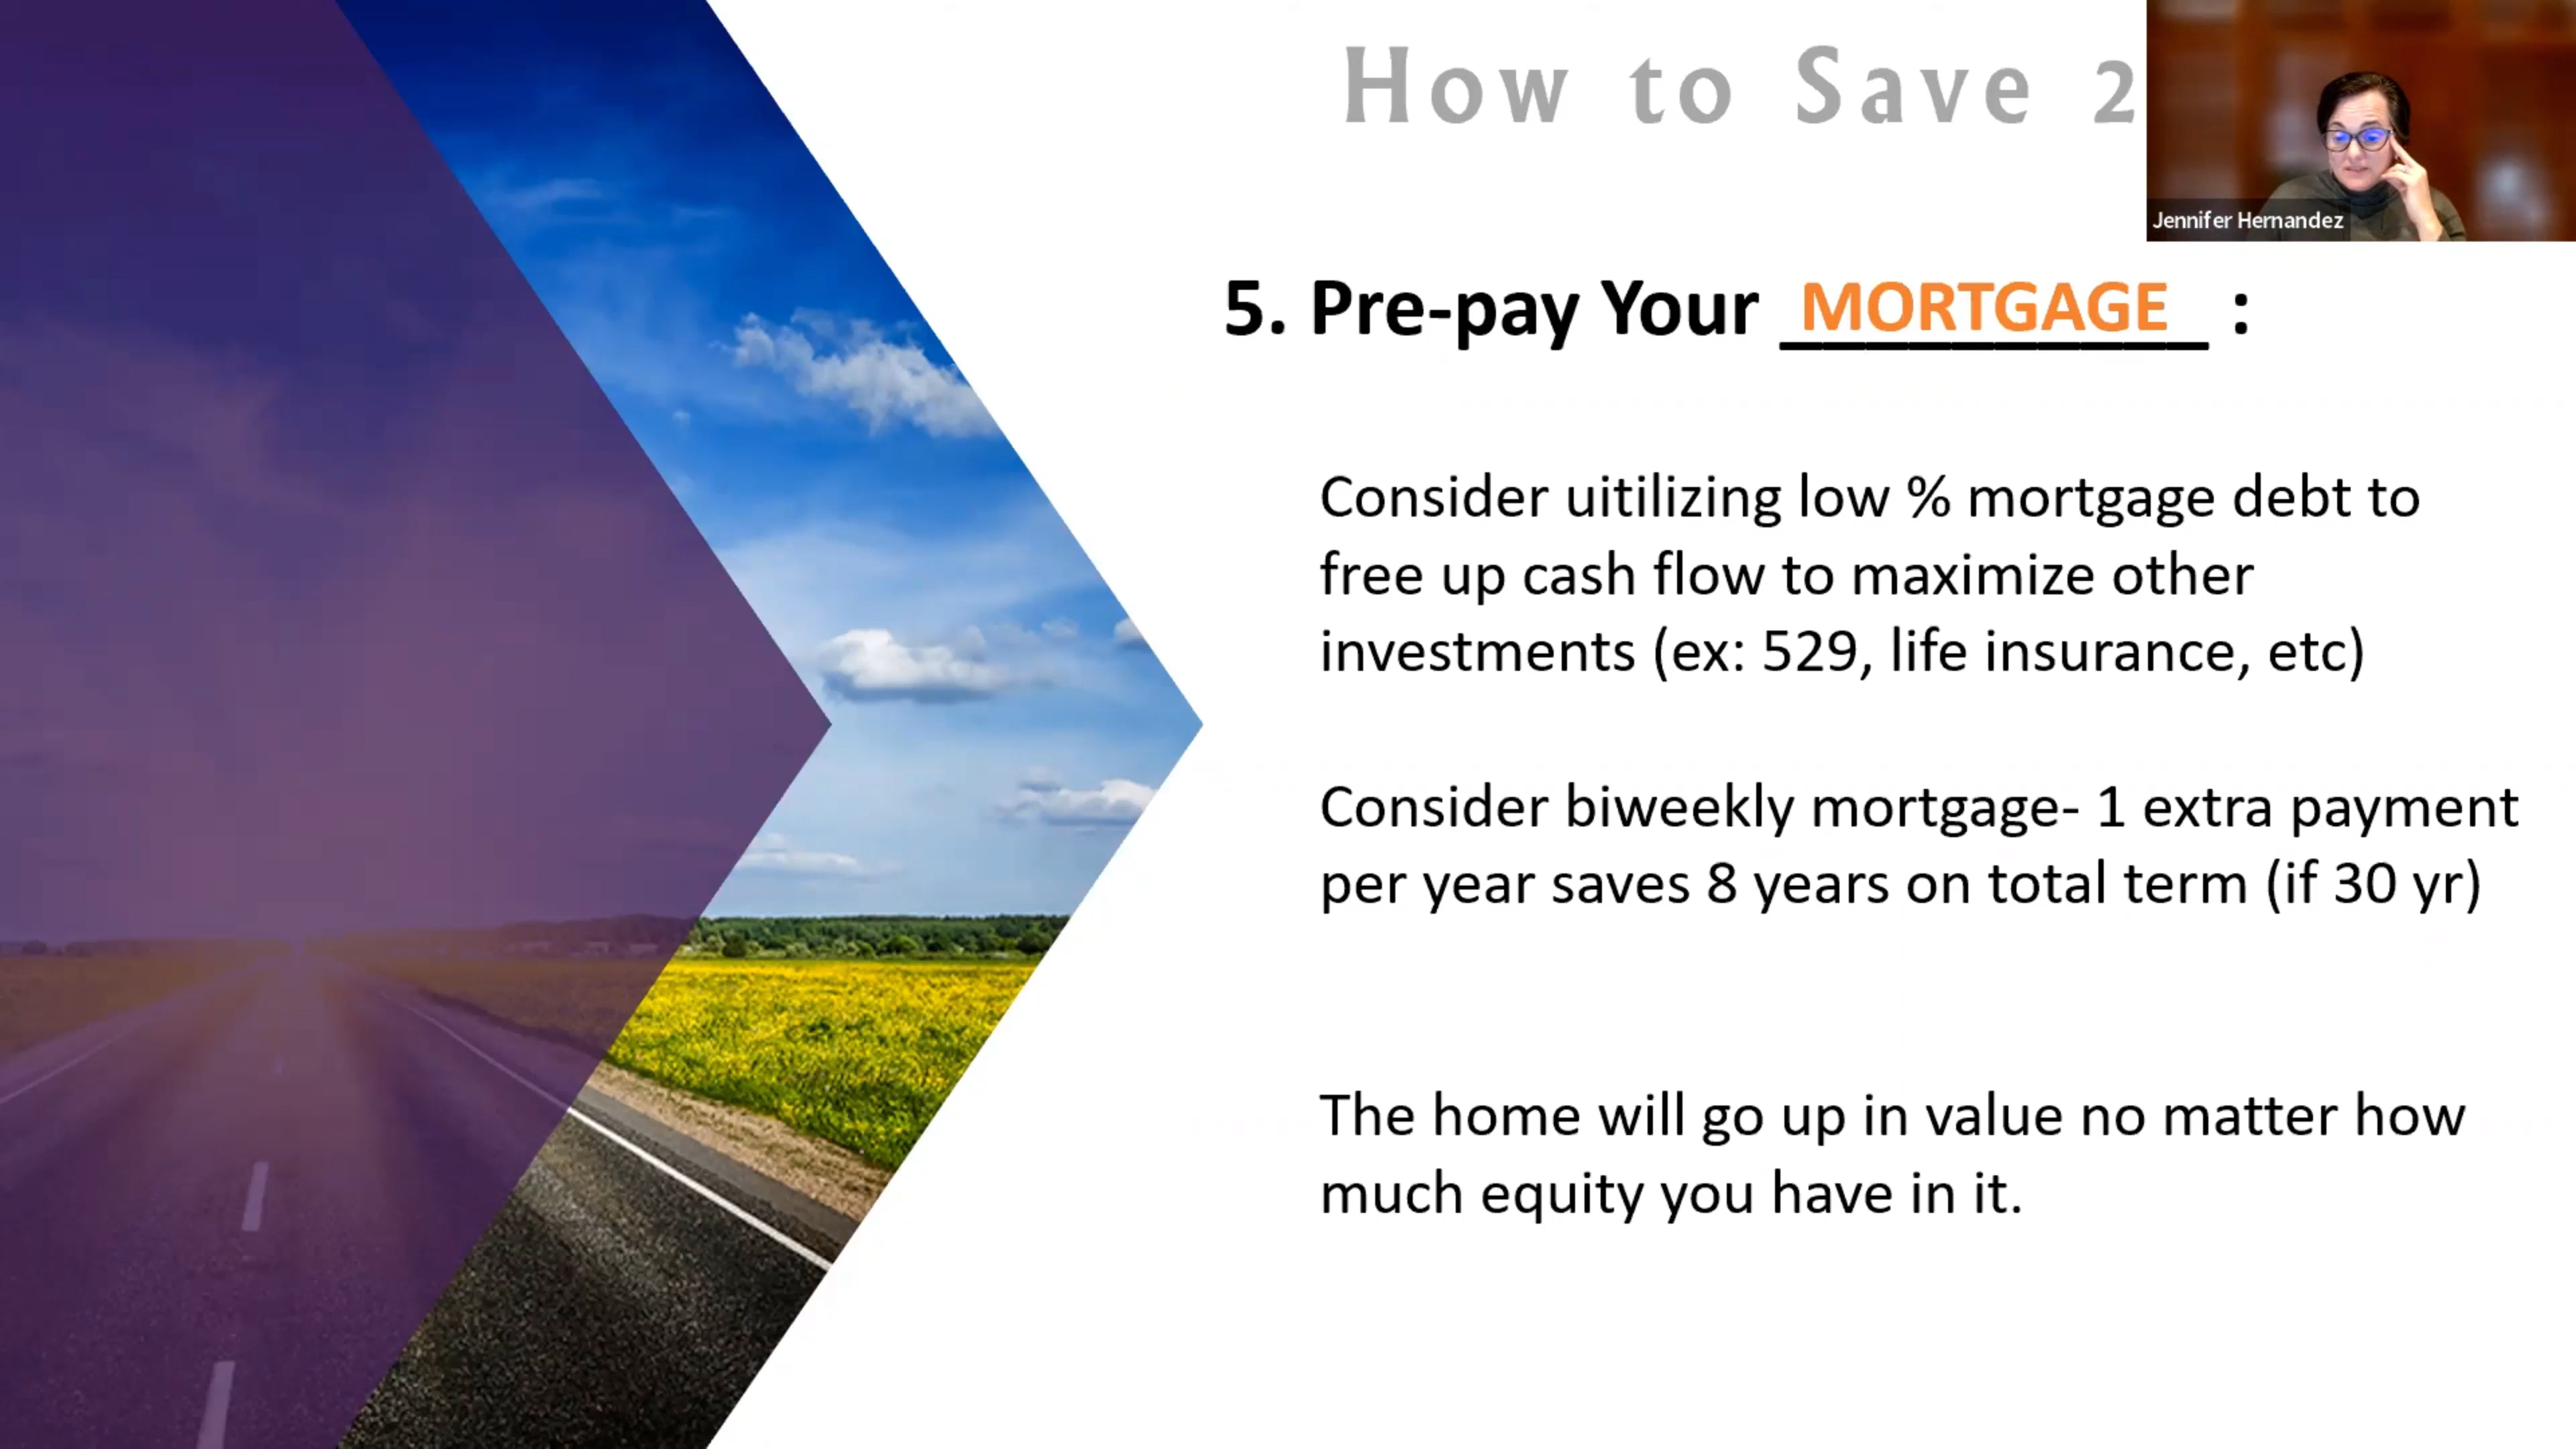 How to Save 2
Jennifer Hernandez
5. Pre-pay Your MORTGAGE :
Consider uitilizing low % mortgage debt to
free up cash flow to maximize other
investments (ex: 529, life insurance, etc)
Consider biweekly mortgage- 1 extra payment
per year saves 8 years on total term (if 30 yr)
The home will go up in value no matter how
much equity you have in it.